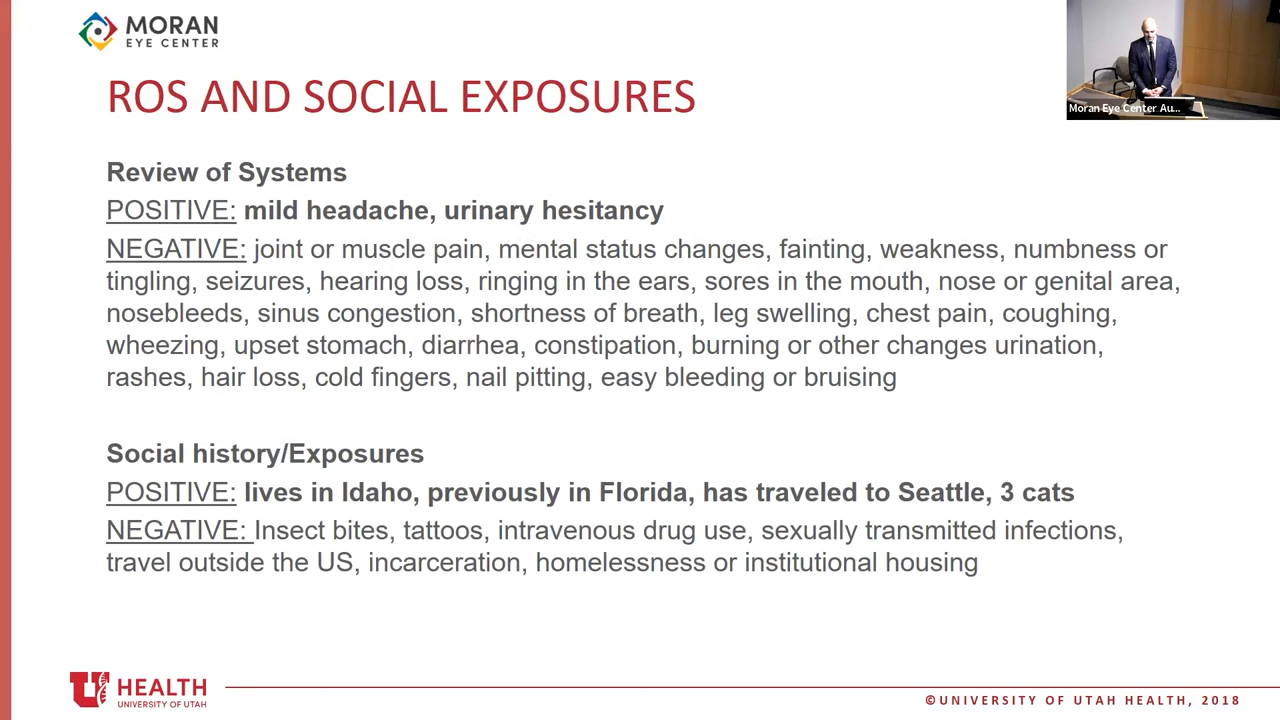 MORAN
EYE CENTER
ROS AND SOCIAL EXPOSURES
Moran Eye Center Au...
Review of Systems
POSITIVE: mild headache, urinary hesitancy
NEGATIVE: joint or muscle pain, mental status changes, fainting, weakness, numbness or
tingling, seizures, hearing loss, ringing in the ears, sores in the mouth, nose or genital area,
nosebleeds, sinus congestion, shortness of breath, leg swelling, chest pain, coughing,
wheezing, upset stomach, diarrhea, constipation, burning or other changes urination,
rashes, hair loss, cold fingers, nail pitting, easy bleeding or bruising
Social history/Exposures
POSITIVE: lives in Idaho, previously in Florida, has traveled to Seattle, 3 cats
NEGATIVE: Insect bites, tattoos, intravenous drug use, sexually transmitted infections,
travel outside the US, incarceration, homelessness or institutional housing
U HEALTH
UNIVERSITY OF UTAH
©UNIVERSITY OF UTAH HEALTH, 2018